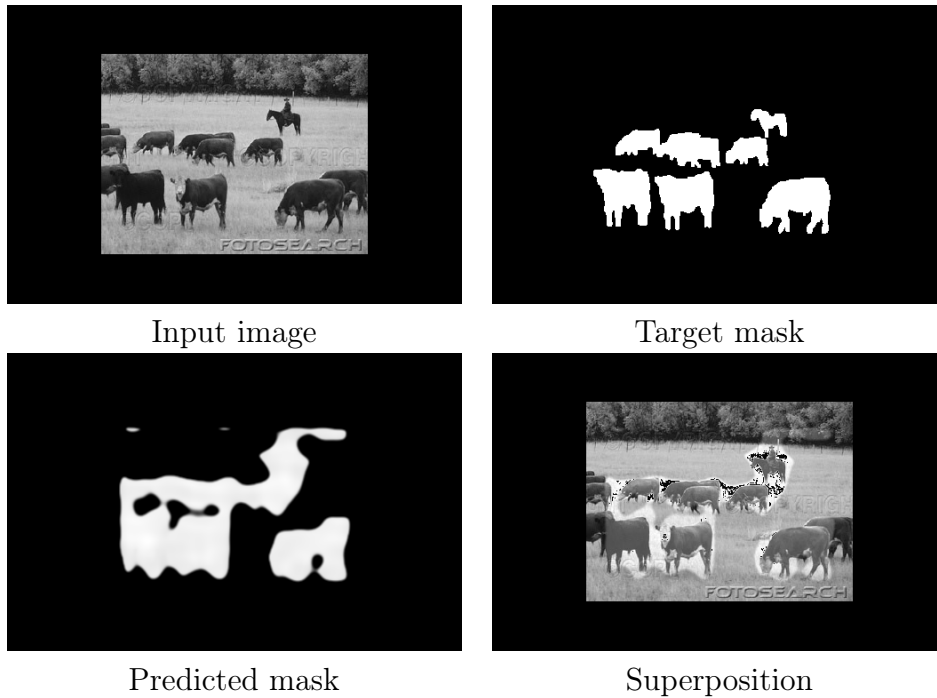 FOTOSEARCH
Input image
Target mask
FOTOSEARCH
Predicted mask
Superposition